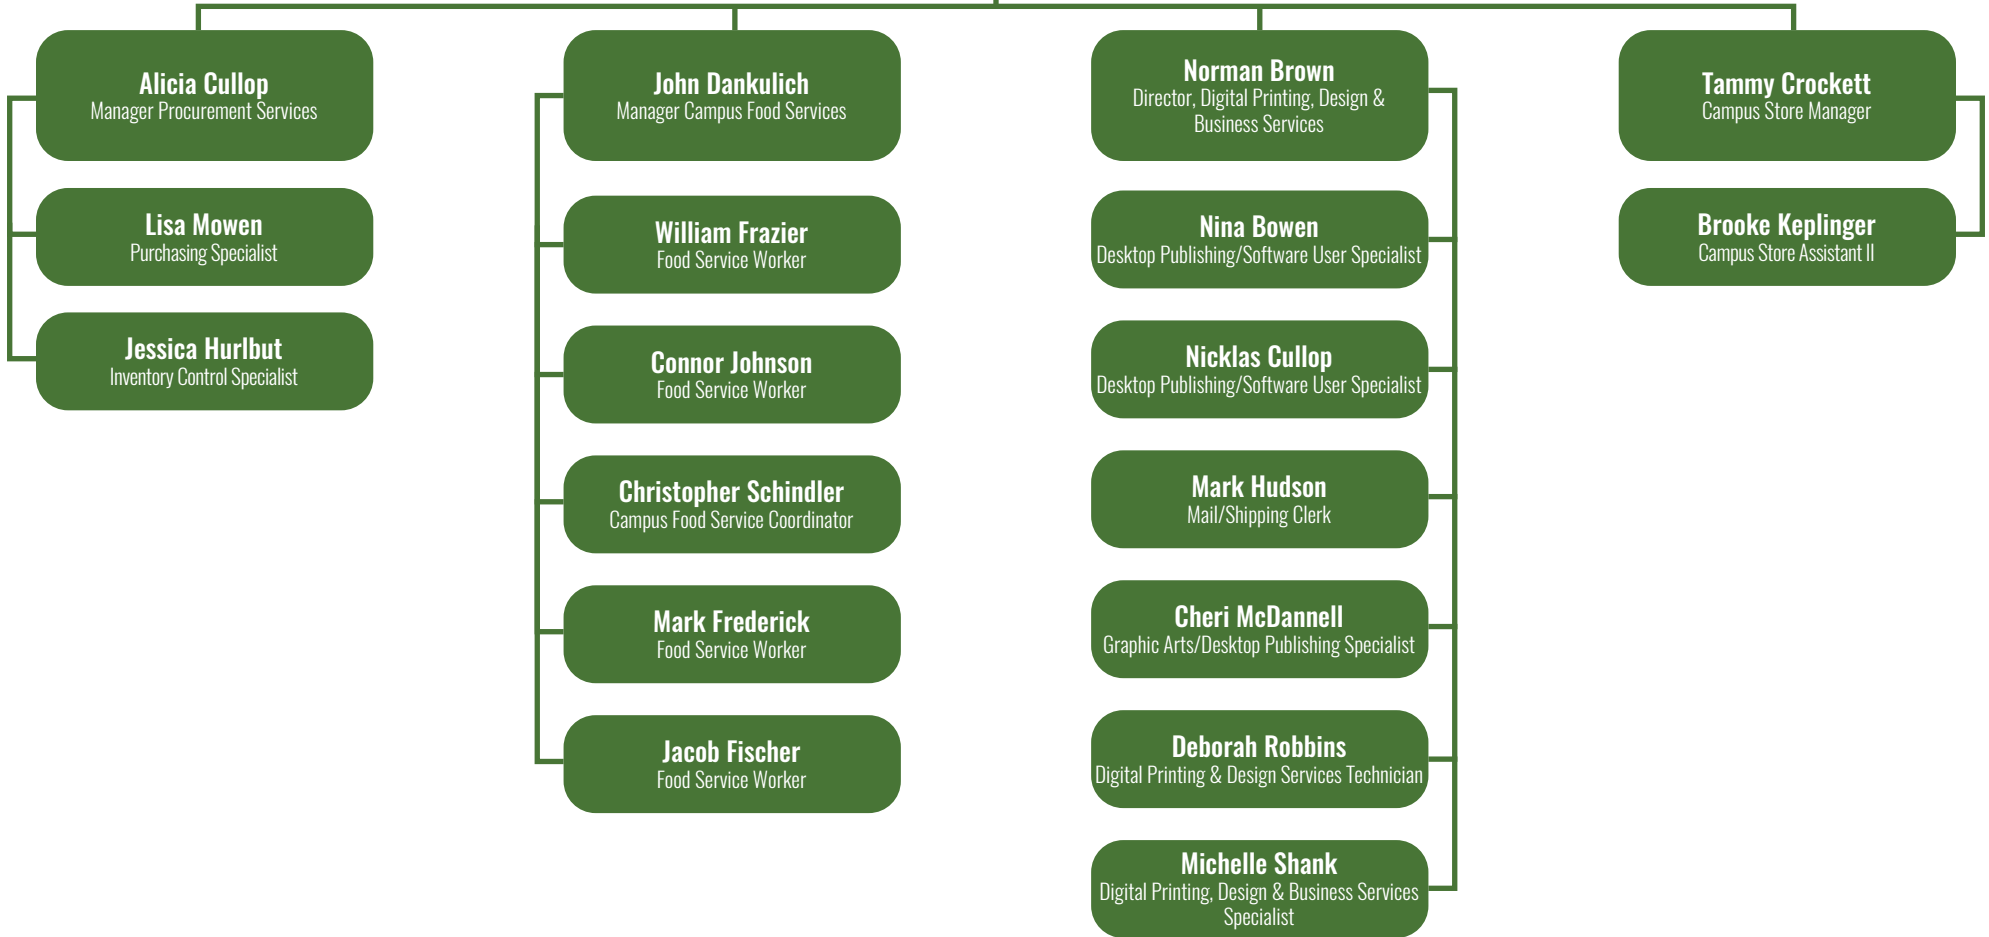 Alicia Cullop
Manager Procurement Services
Lisa Mowen
Purchasing Specialist
Jessica Hurlbut
Inventory Control Specialist
John Dankulich
Manager Campus Food Services
William Frazier
Food Service Worker
Connor Johnson
Food Service Worker
Christopher Schindler
Campus Food Service Coordinator
Mark Frederick
Food Service Worker
Jacob Fischer
Food Service Worker
Norman Brown
Director, Digital Printing, Design &
Business Services
Nina Bowen
Desktop Publishing/Software User Specialist
Nicklas Cullop
Desktop Publishing/Software User Specialist
Mark Hudson
Mail/Shipping Clerk
Cheri McDannell
Graphic Arts/Desktop Publishing Specialist
Deborah Robbins
Digital Printing & Design Services Technician
Michelle Shank
Digital Printing, Design & Business Services
Specialist
Tammy Crockett
Campus Store Manager
Brooke Keplinger
Campus Store Assistant II